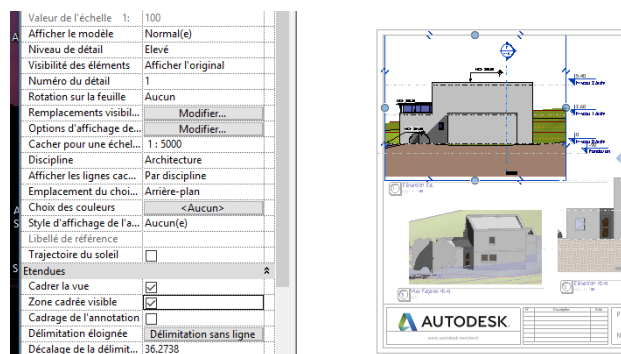 Valeur de l'échelle 1: 100
Afficher le modèle Normal(e)
Niveau de détail Elevé
Visibilité des éléments Afficher l'original
Numéro du détail 1
Rotation sur la feuille Aucun
Remplacements visibil... Modifier...
Options d'affichage de... Modifier...
Cacher pour une échel... 1 : 5000
Discipline Architecture
Afficher les lignes cac... Par discipline
Emplacement du choi... Arrière-plan
Choix des couleurs <Aucun>
Style d'affichage de l'a... Aucun(e)
Libellé de référence
Trajectoire du soleil
Etendues
Cadrer la vue
Zone cadrée visible
Cadrage de l'annotation
Délimitation éloignée Délimitation sans ligne
Décalage de la délimit... 36.2738
AUTODESK